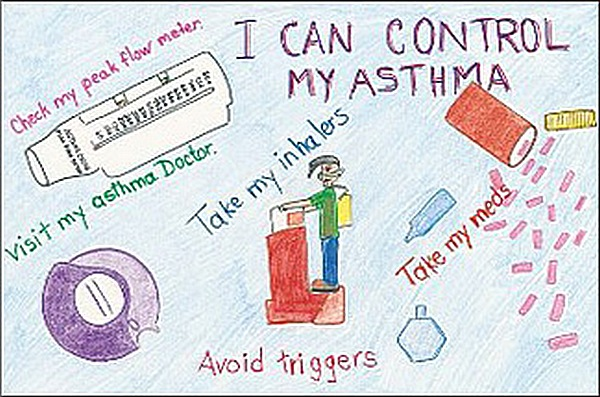 I CAN CONTROL
MY ASTHMA
Check my peak flow meter.
Visit my asthma Doctor.
Take my inhalers
Take my meds
Avoid triggers